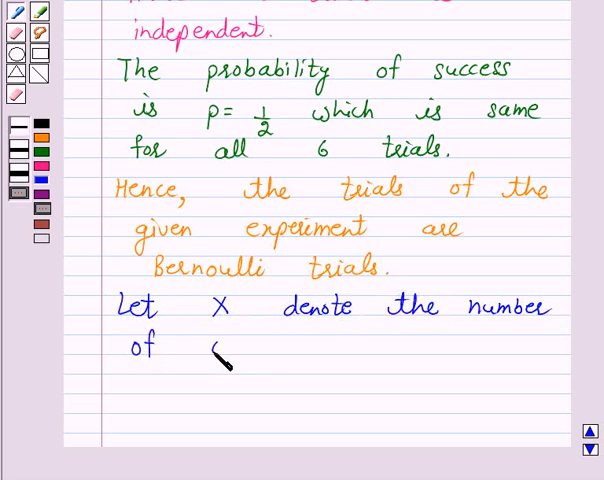 independent.
The probability of success
is p= 1/2 which is same
for all 6 trials.
Hence, the trials of the
given experiment are
Bernoulli trials.
Let X denote the number
of